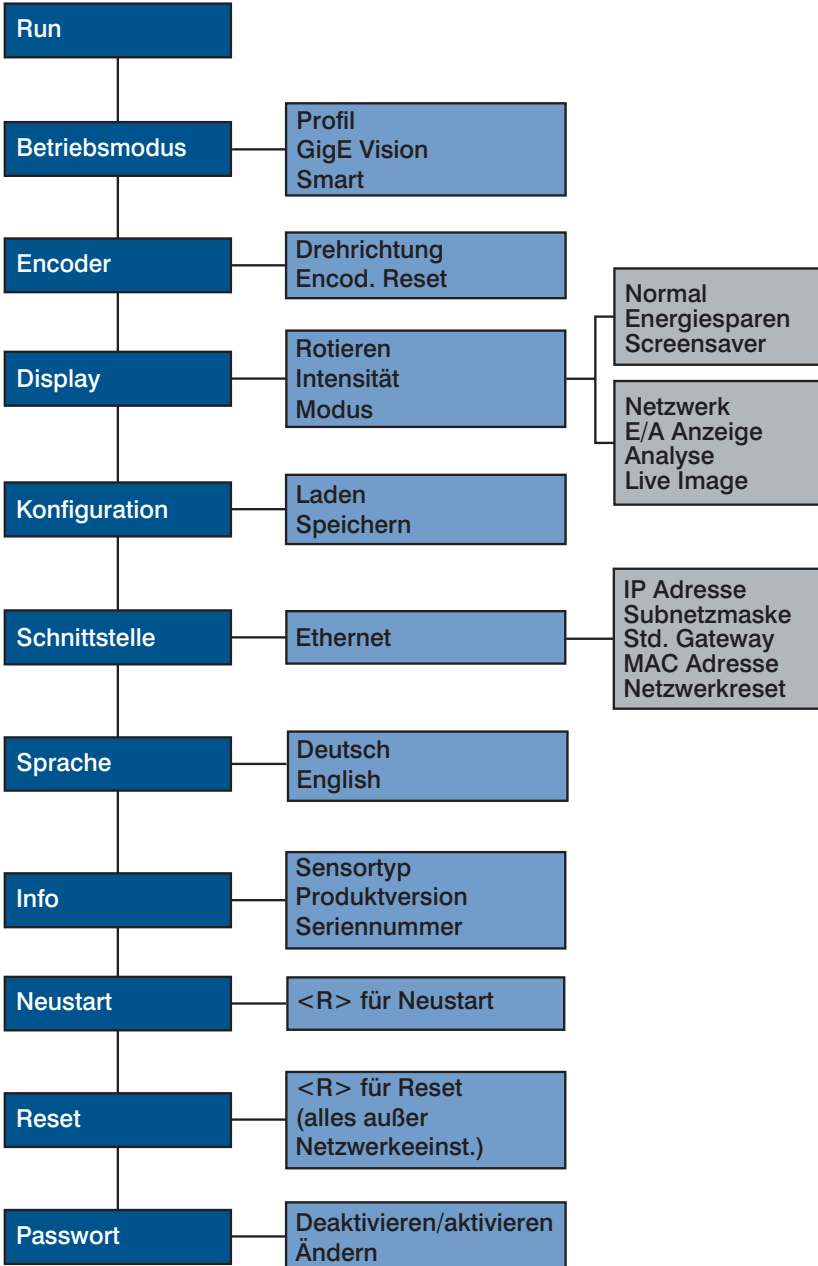 Run
Betriebsmodus
Profil
GigE Vision
Smart
Encoder
Drehrichtung
Encod. Reset
Display
Rotieren
Intensität
Modus
Normal
Energiesparen
Screensaver
Netzwerk
E/A Anzeige
Analyse
Live Image
Konfiguration
Laden
Speichern
Schnittstelle
Ethernet
IP Adresse
Subnetzmaske
Std. Gateway
MAC Adresse
Netzwerkreset
Sprache
Deutsch
English
Info
Sensortyp
Produktversion
Seriennummer
Neustart
<R> für Neustart
Reset
<R> für Reset
(alles außer
Netzwerkeeinst.)
Passwort
Deaktivieren/aktivieren
Ändern